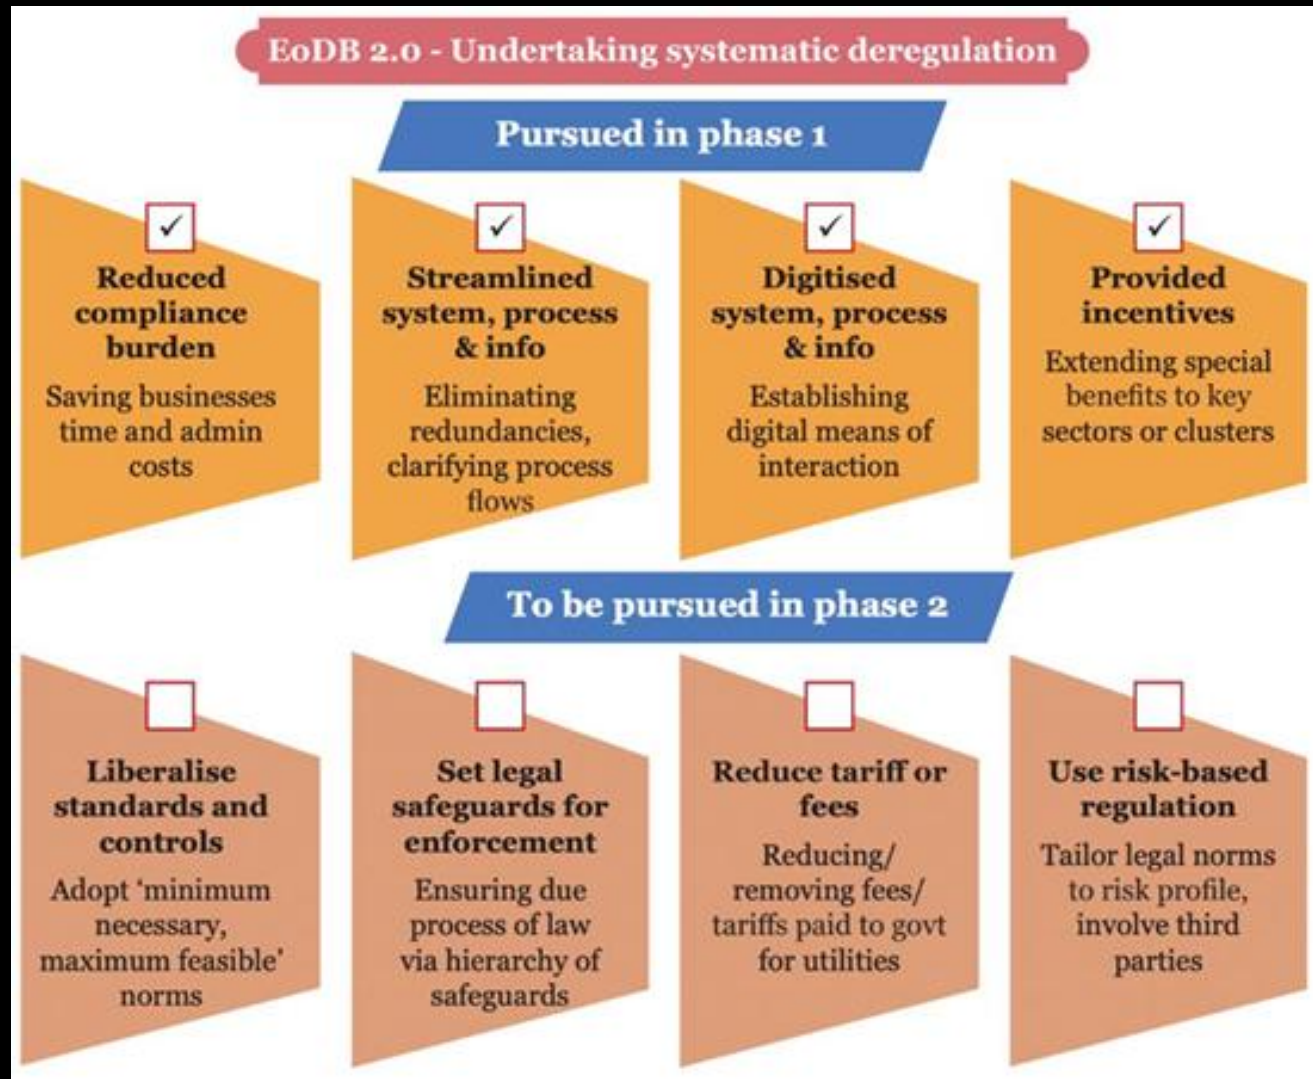 EoDB 2.0 - Undertaking systematic deregulation
Pursued in phase 1
✓
Reduced
compliance
burden
Saving businesses
time and admin
costs
✓
Streamlined
system, process
& info
Eliminating
redundancies,
clarifying process
flows
✓
Digitised
system, process
& info
Establishing
digital means of
interaction
✓
Provided
incentives
Extending special
benefits to key
sectors or clusters
To be pursued in phase 2
Liberalise
standards and
controls
Adopt ‘minimum
necessary,
maximum feasible’
norms
Set legal
safeguards for
enforcement
Ensuring due
process of law
via hierarchy of
safeguards
Reduce tariff or
fees
Reducing/
removing fees/
tariffs paid to govt
for utilities
Use risk-based
regulation
Tailor legal norms
to risk profile,
involve third
parties